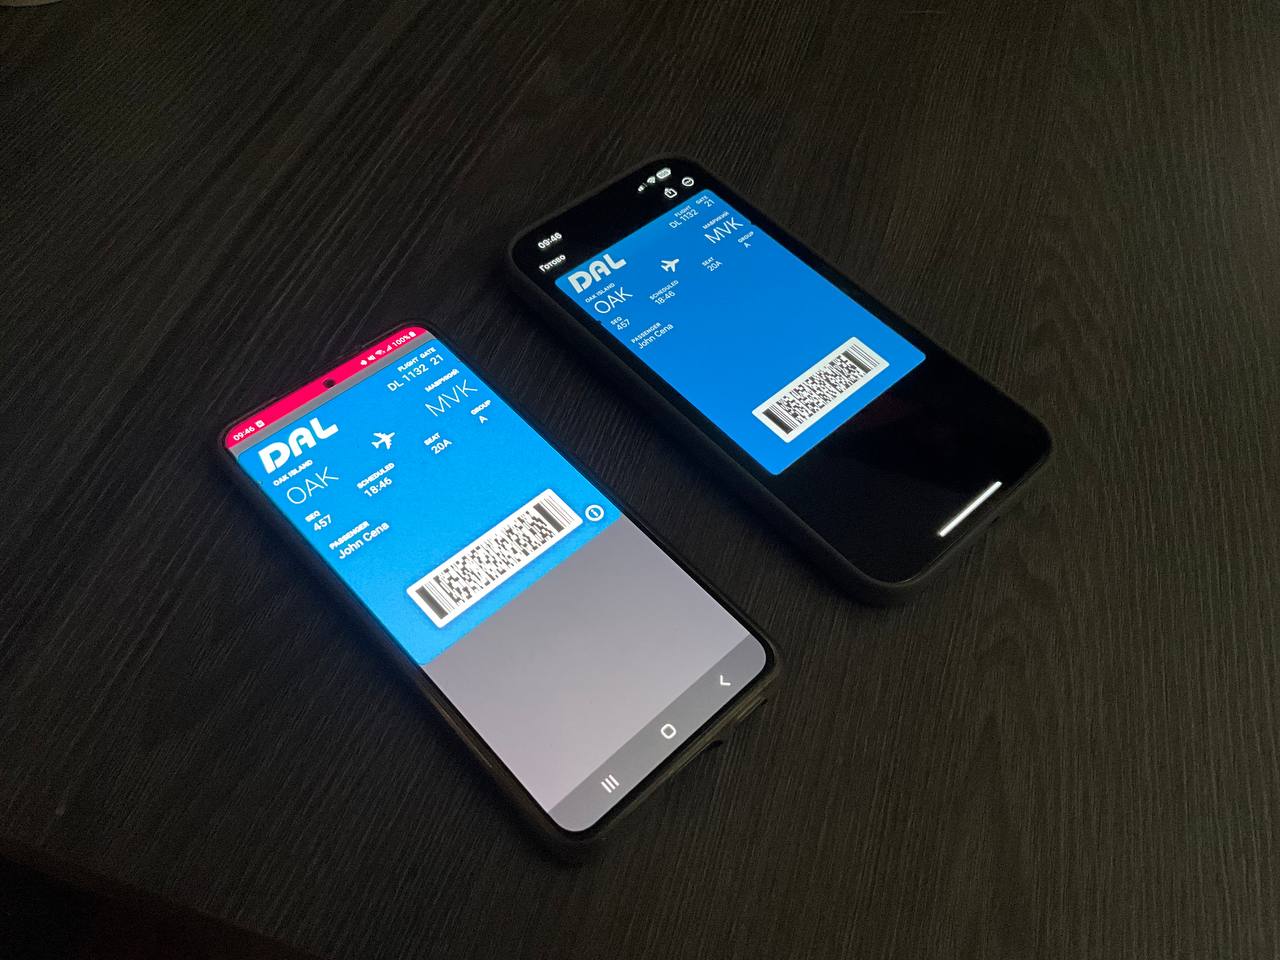 09:46
100%
FLIGHT GATE
DL 1132 21
DAL
OAK ISLAND
МАВРИКИЙ
OAK
MVK
SEQ
SCHEDULED
SEAT
GROUP
457
18:46
20A
A
PASSENGER
John Cena
09:46
Готово
FLIGHT GATE
DL 1132 21
DAL
OAK ISLAND
МАВРИКИЙ
OAK
MVK
SEQ
SCHEDULED
SEAT
GROUP
457
18:46
20A
A
PASSENGER
John Cena